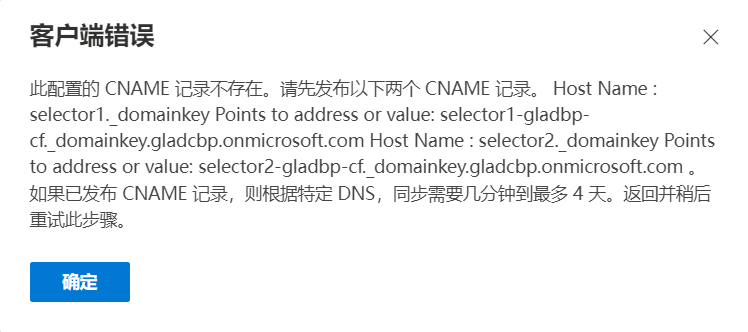 客户端错误
此配置的 CNAME 记录不存在。请先发布以下两个 CNAME 记录。 Host Name :
selector1._domainkey Points to address or value: selector1-gladbp-
cf._domainkey.gladcbp.onmicrosoft.com Host Name : selector2._domainkey Points
to address or value: selector2-gladbp-cf._domainkey.gladcbp.onmicrosoft.com 。
如果已发布 CNAME 记录，则根据特定 DNS，同步需要几分钟到最多 4 天。返回并稍后
重试此步骤。
确定